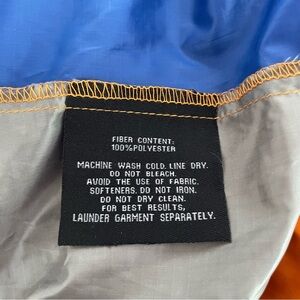 FIBER CONTENT:
100%POLYESTER
MACHINE WASH COLD. LINE DRY.
DO NOT BLEACH.
AVOID THE USE OF FABRIC.
SOFTENERS. DO NOT IRON.
DO NOT DRY CLEAN.
FOR BEST RESULTS,
LAUNDER GARMENT SEPARATELY.